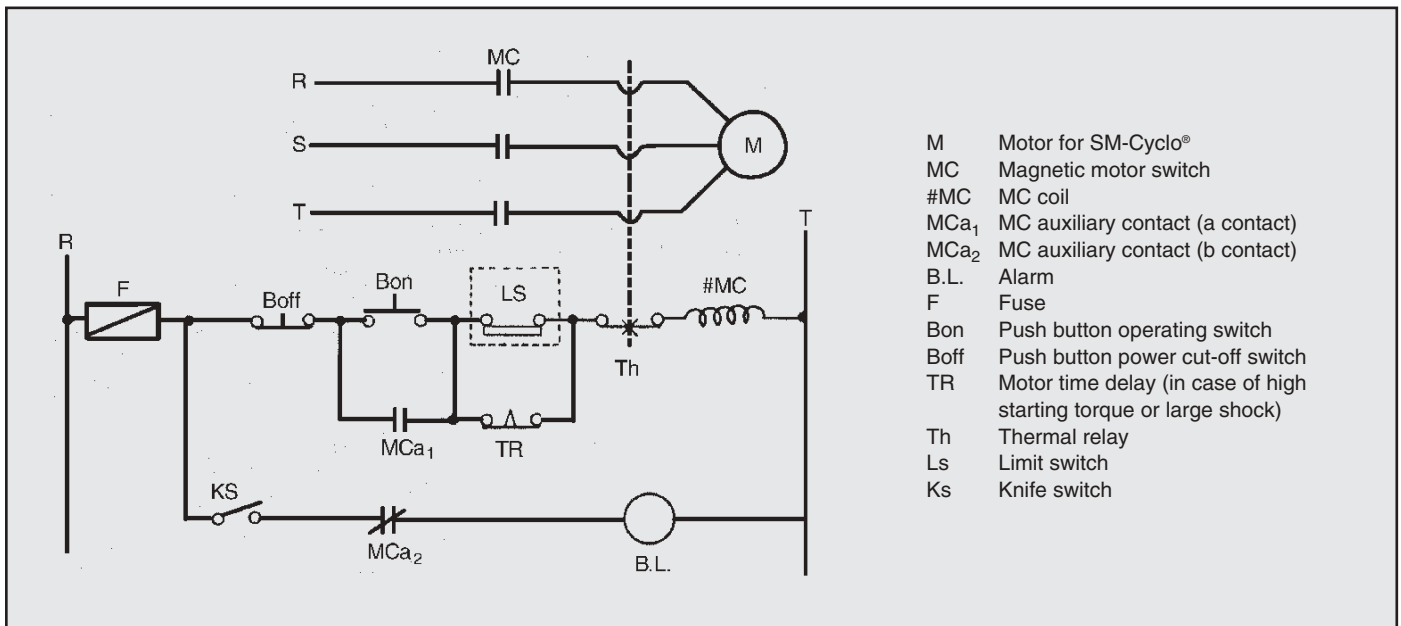 MC
R
S
M
T
R
T
F
Boff
Bon
LS
#MC
Th
MCa₁
TR
KS
MCa₂
B.L.
M Motor for SM-Cyclo®
MC Magnetic motor switch
#MC MC coil
MCa₁ MC auxiliary contact (a contact)
MCa₂ MC auxiliary contact (b contact)
B.L. Alarm
F Fuse
Bon Push button operating switch
Boff Push button power cut-off switch
TR Motor time delay (in case of high
starting torque or large shock)
Th Thermal relay
Ls Limit switch
Ks Knife switch